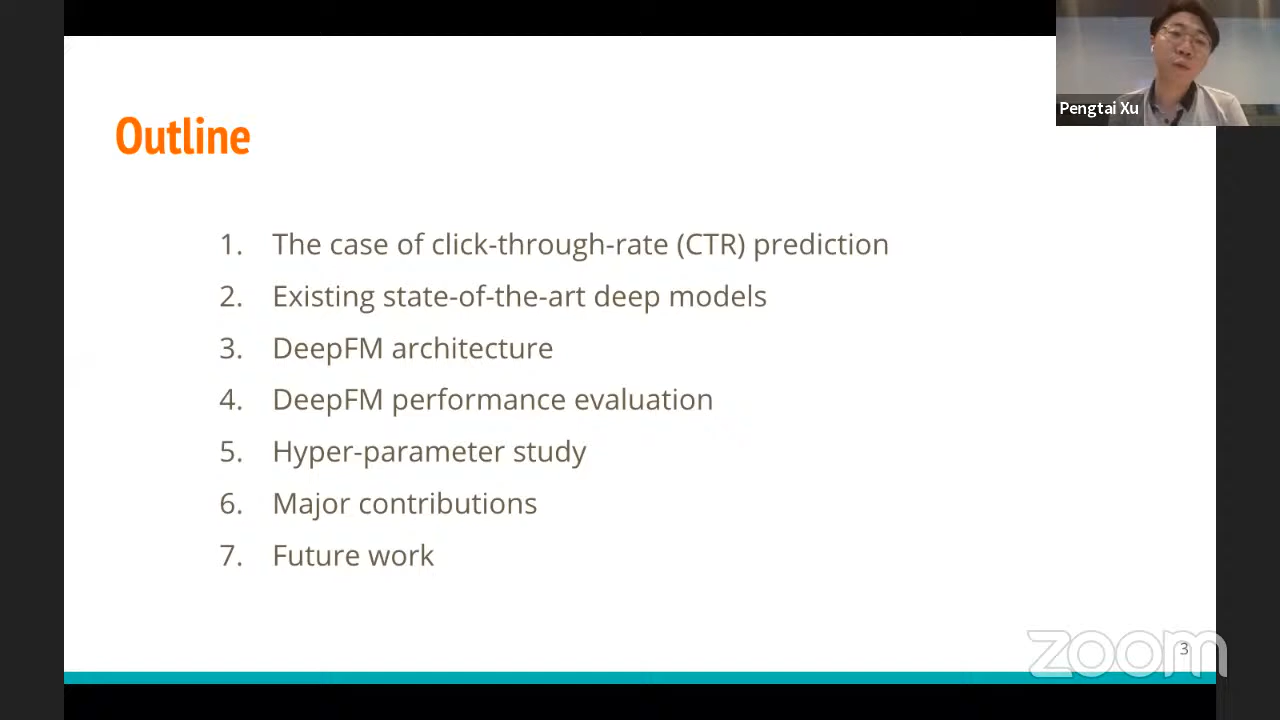 Pengtai Xu
Outline
1. The case of click-through-rate (CTR) prediction
2. Existing state-of-the-art deep models
3. DeepFM architecture
4. DeepFM performance evaluation
5. Hyper-parameter study
6. Major contributions
7. Future work
zoom
3